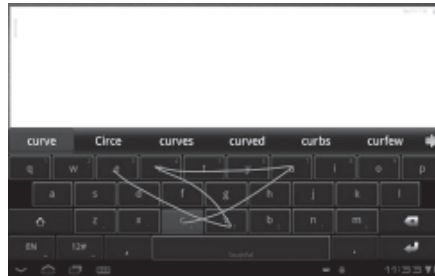 curve Circe curves curved curbs curfew
q w e t y i o p
a s d f g h j k l
z x c b n m
EN 12# , .